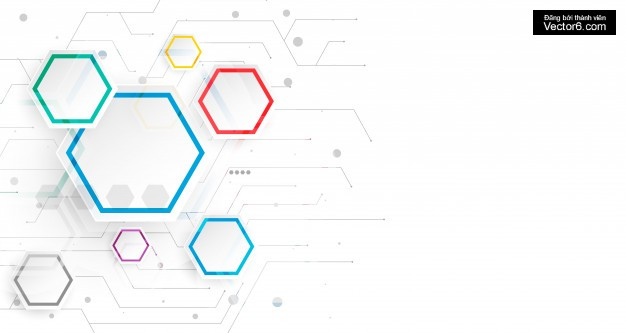 Đăng bởi thành viên
Vector6.com